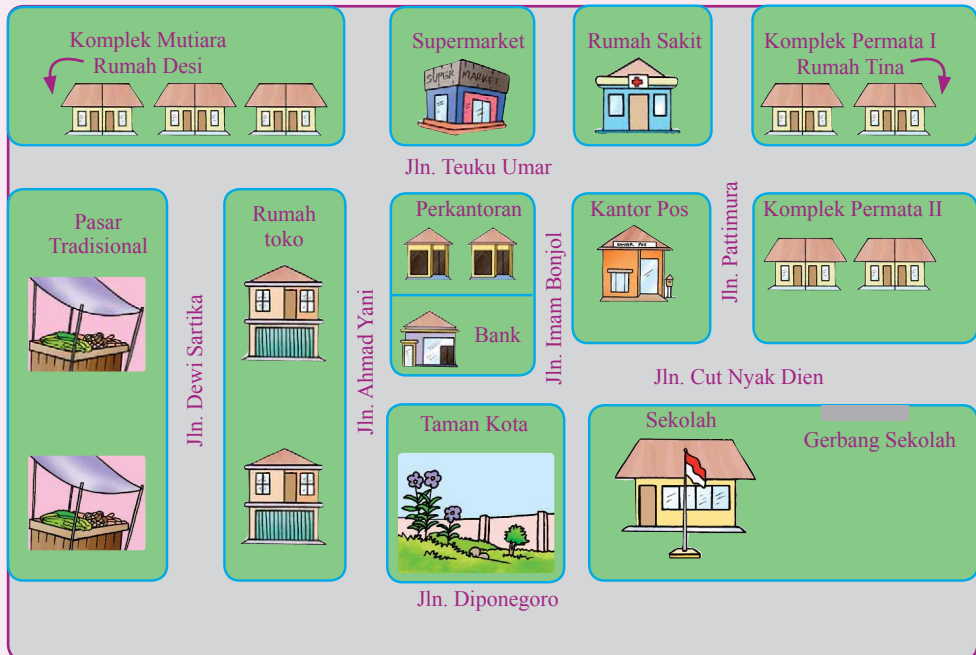 Komplek Mutiara
Rumah Desi
Supermarket
SUPER MARKET
Rumah Sakit
Komplek Permata I
Rumah Tina
Jln. Teuku Umar
Pasar
Tradisional
Jln. Dewi Sartika
Rumah
toko
Jln. Ahmad Yani
Perkantoran
Bank
Jln. Imam Bonjol
Kantor Pos
KANTOR POS
Jln. Pattimura
Komplek Permata II
Jln. Cut Nyak Dien
Taman Kota
Sekolah
Gerbang Sekolah
Jln. Diponegoro